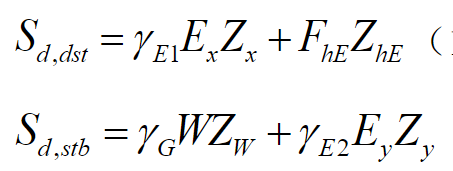 S_{d,dst} = γ_{E1}E_xZ_x + F_{hE}Z_{hE} （
S_{d,stb} = γ_GWZ_W + γ_{E2}E_yZ_y